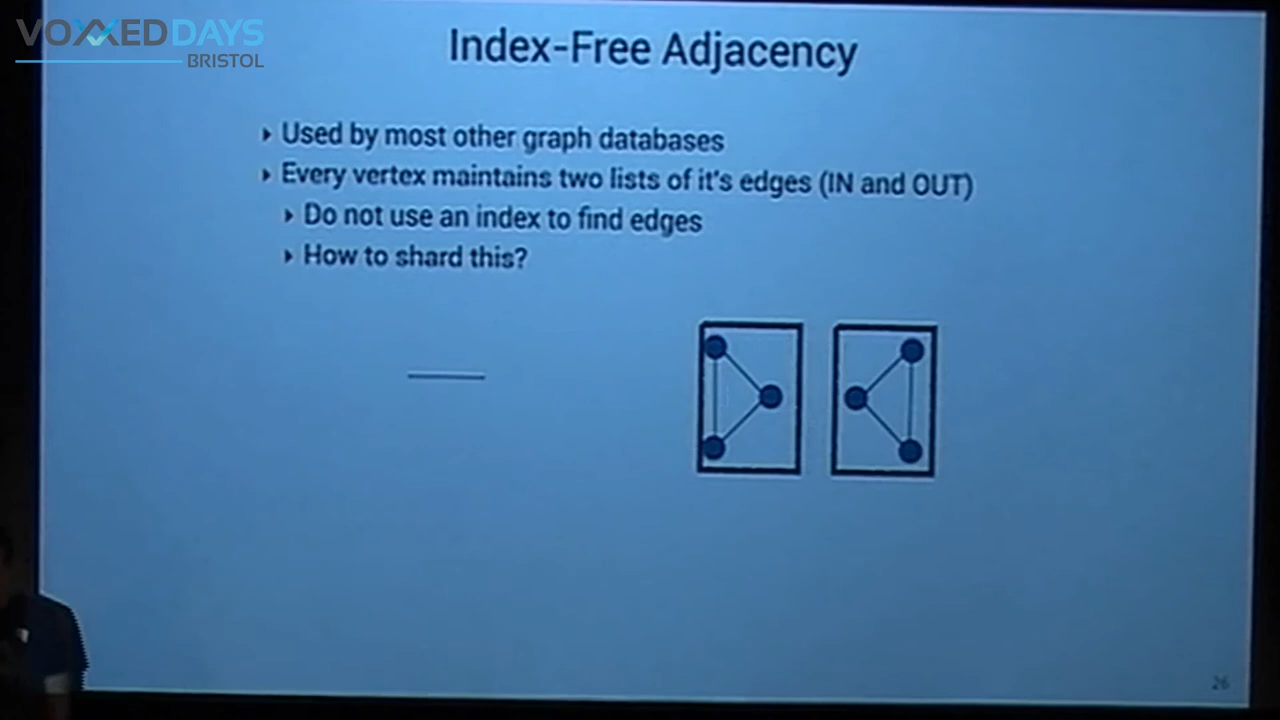 VOXXED DAYS
BRISTOL
Index-Free Adjacency
Used by most other graph databases
Every vertex maintains two lists of it's edges (IN and OUT)
Do not use an index to find edges
How to shard this?
26